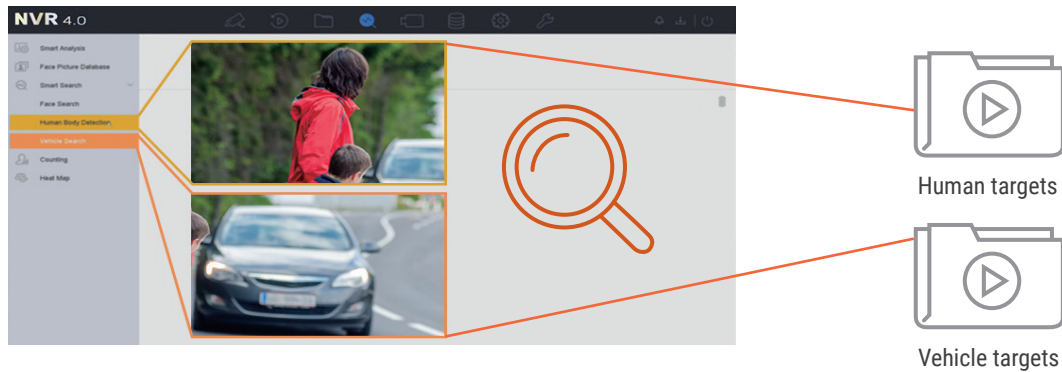 NVR 4.0
Smart Analysis
Face Picture Database
Smart Search
Face Search
Human Body Detection
Vehicle Search
Counting
Heat Map
Human targets
Vehicle targets